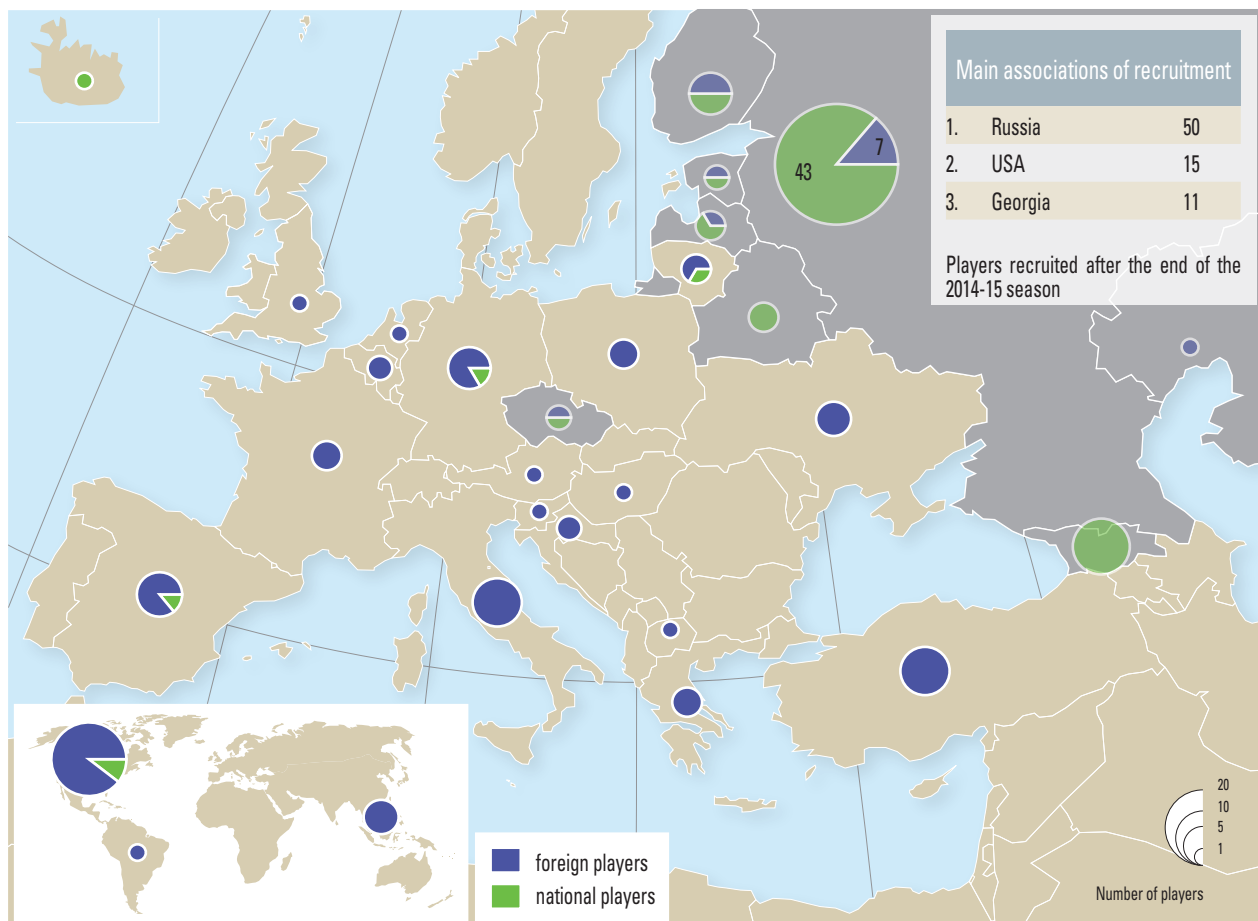 Main associations of recruitment
1. Russia 50
2. USA 15
3. Georgia 11
Players recruited after the end of the
2014-15 season
7
43
20
10
5
1
Number of players
foreign players
national players